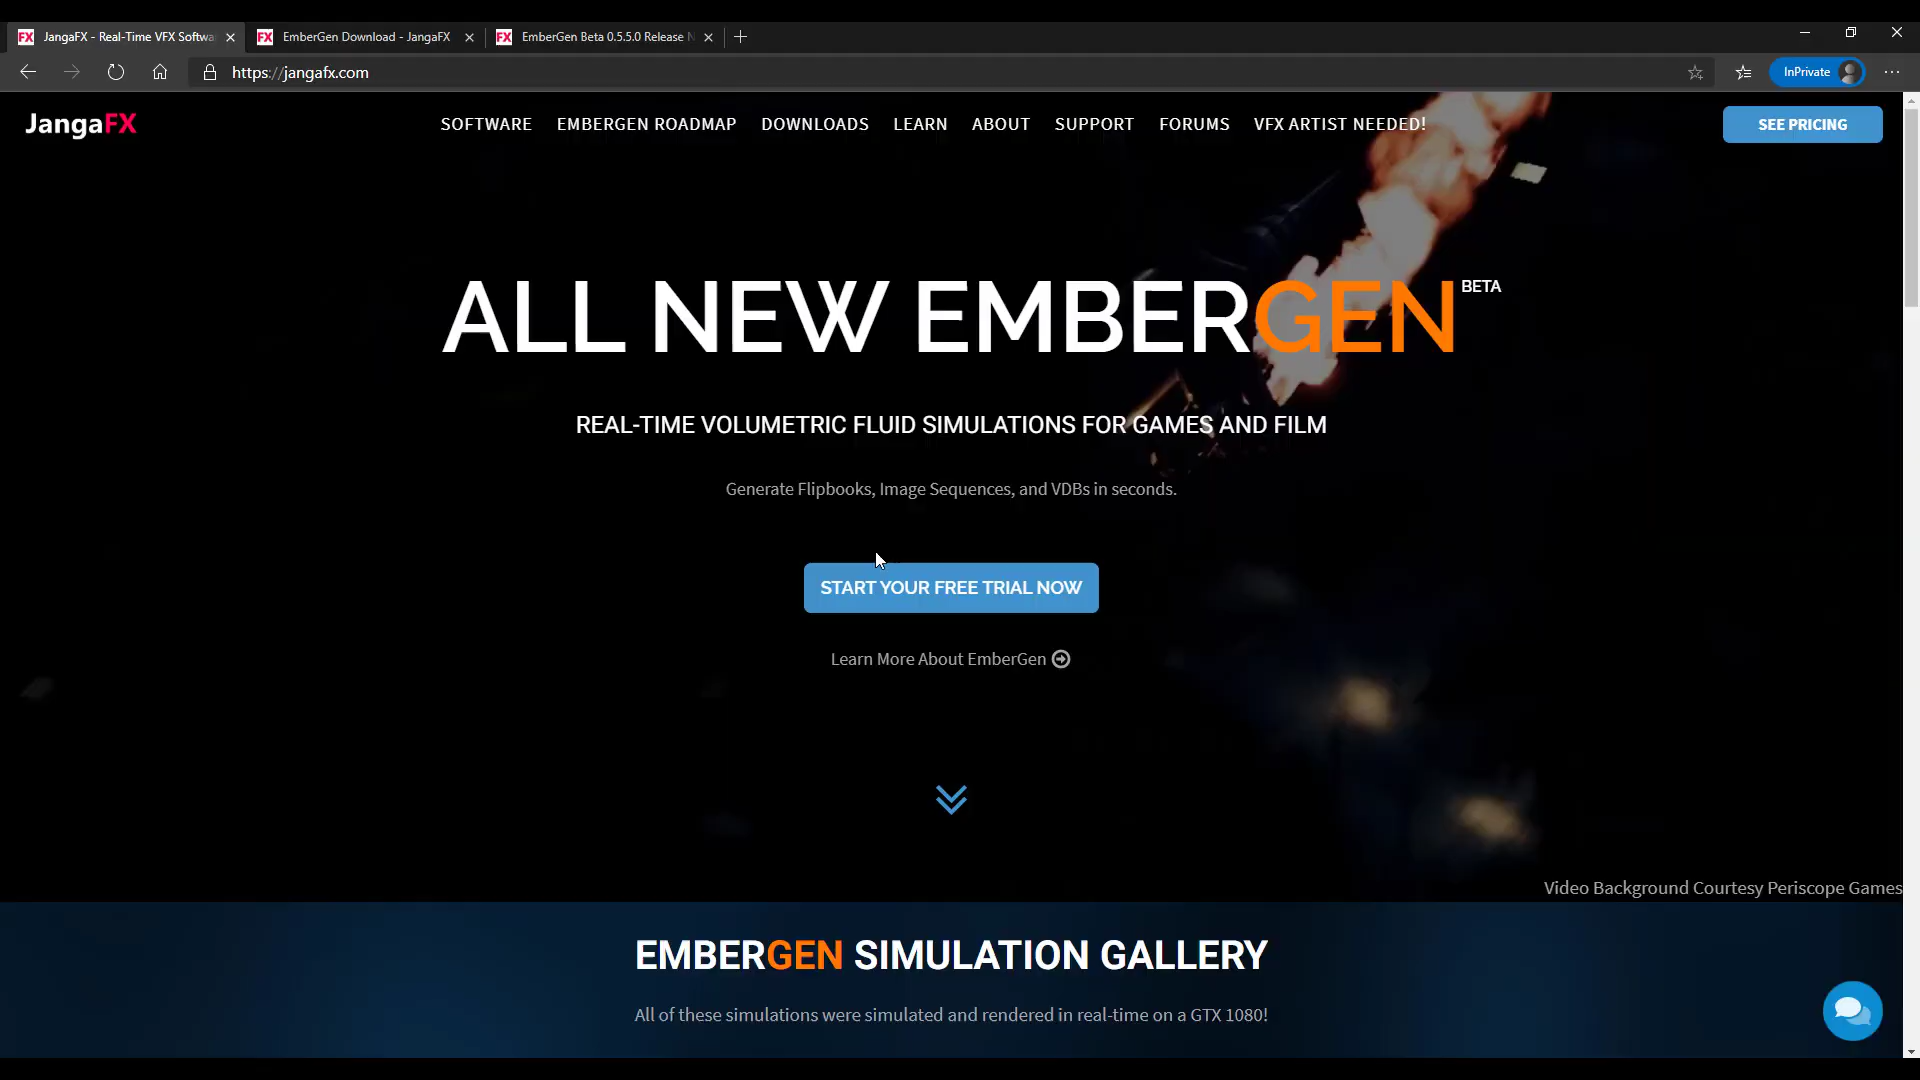 JangaFX - Real-Time VFX Softwa
EmberGen Download - JangaFX
EmberGen Beta 0.5.5.0 Release N
https://jangafx.com
InPrivate
JangaFX
SOFTWARE
EMBERGEN ROADMAP
DOWNLOADS
LEARN
ABOUT
SUPPORT
FORUMS
VFX ARTIST NEEDED!
SEE PRICING
ALL NEW EMBERGEN BETA
REAL-TIME VOLUMETRIC FLUID SIMULATIONS FOR GAMES AND FILM
Generate Flipbooks, Image Sequences, and VDBs in seconds.
START YOUR FREE TRIAL NOW
Learn More About EmberGen
Video Background Courtesy Periscope Games
EMBERGEN SIMULATION GALLERY
All of these simulations were simulated and rendered in real-time on a GTX 1080!